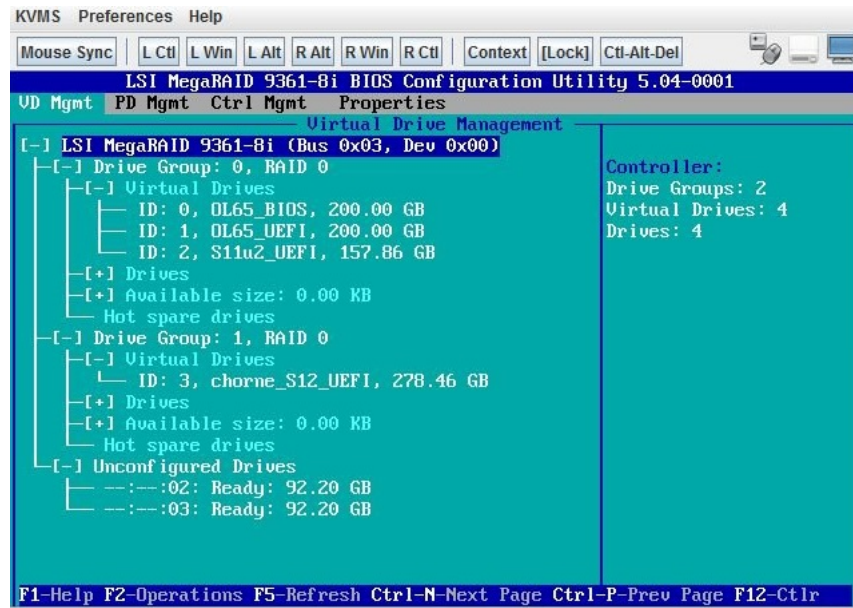 KVMS Preferences Help
Mouse Sync L Ctl L Win L Alt R Alt R Win R Ctl Context [Lock] Ctl-Alt-Del
LSI MegaRAID 9361-8i BIOS Configuration Utility 5.04-0001
VD Mgmt PD Mgmt Ctrl Mgmt Properties
Virtual Drive Management
[-] LSI MegaRAID 9361-8i (Bus 0x03, Dev 0x00)
[-] Drive Group: 0, RAID 0
[-] Virtual Drives
ID: 0, OL65_BIOS, 200.00 GB
ID: 1, OL65_UEFI, 200.00 GB
ID: 2, S11u2_UEFI, 157.86 GB
[+] Drives
[+] Available size: 0.00 KB
Hot spare drives
[-] Drive Group: 1, RAID 0
[-] Virtual Drives
ID: 3, chorne_S12_UEFI, 278.46 GB
[+] Drives
[+] Available size: 0.00 KB
Hot spare drives
[-] Unconfigured Drives
--:--:02: Ready: 92.20 GB
--:--:03: Ready: 92.20 GB
Controller:
Drive Groups: 2
Virtual Drives: 4
Drives: 4
F1-Help F2-Operations F5-Refresh Ctrl-N-Next Page Ctrl-P-Prev Page F12-Ctlr